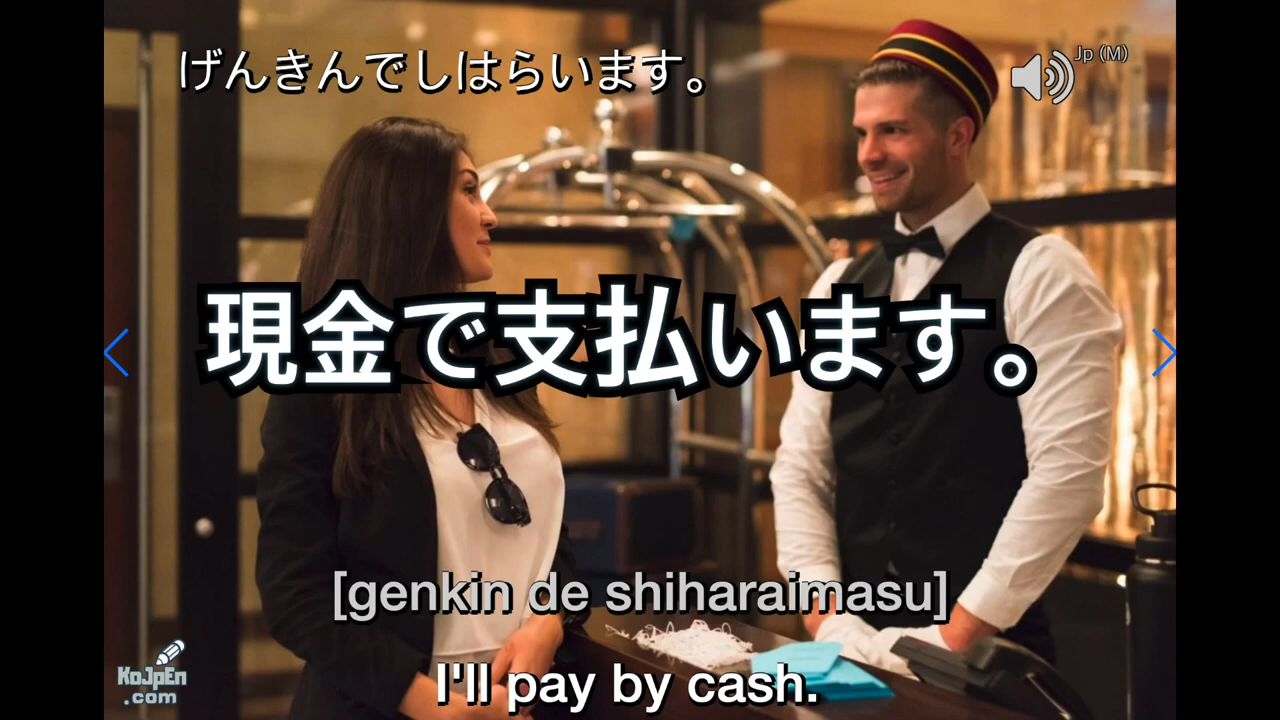 げんきんでしはらいます。
Jp (M)
現金で支払います。
[genkin de shiharaimasu]
I'll pay by cash.
KoJpEn
.com